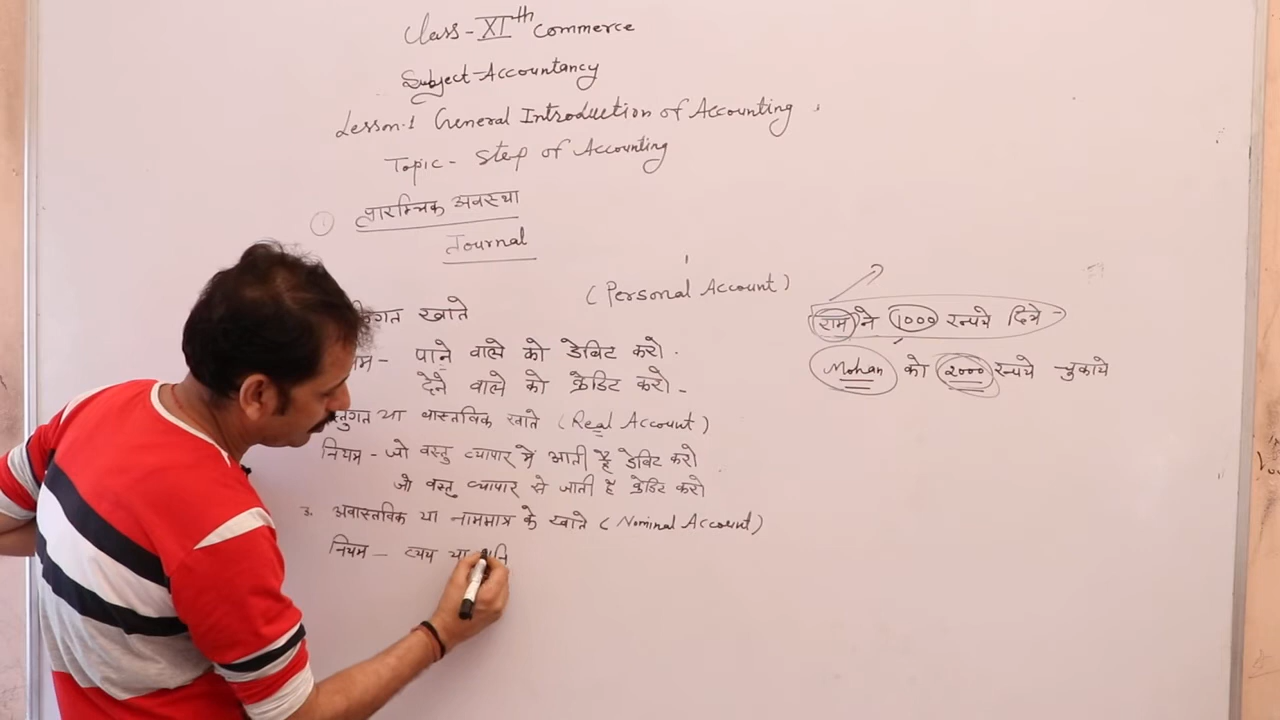 Class-XIth Commerce
Subject-Accountancy
Lesson.1 General Introduction of Accounting
Topic- Step of Accounting
1 प्रारम्भिक अवस्था
Journal
खाते (Personal Account)
पाने वाले को डेबिट करो.
देने वाले को क्रेडिट करो-
या वास्तविक खाते (Real Account)
नियम - जो वस्तु व्यापार में आती है डेबिट करो
जो वस्तु व्यापार से जाती है क्रेडिट करो
3. अवास्तविक या नाममात्र के खाते (Nominal Account)
नियम - व्यय या
राम ने 1000 रूपये दिये -
Mohan को 2000 रूपये चुकाये